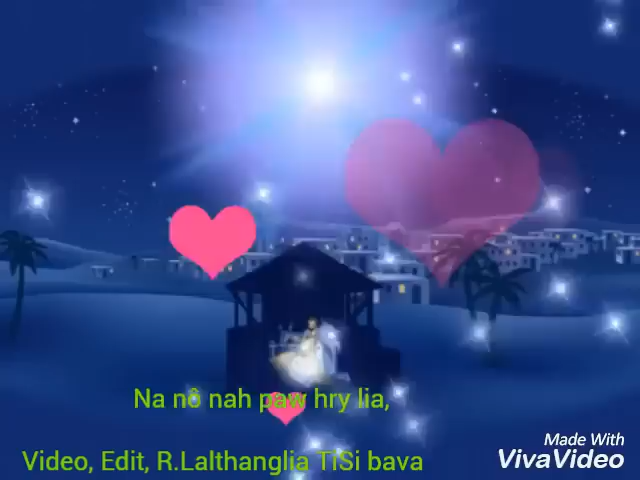 Na nô nah paw hry lia,
Video, Edit, R.Lalthanglia TiSi bava
Made With
VivaVideo